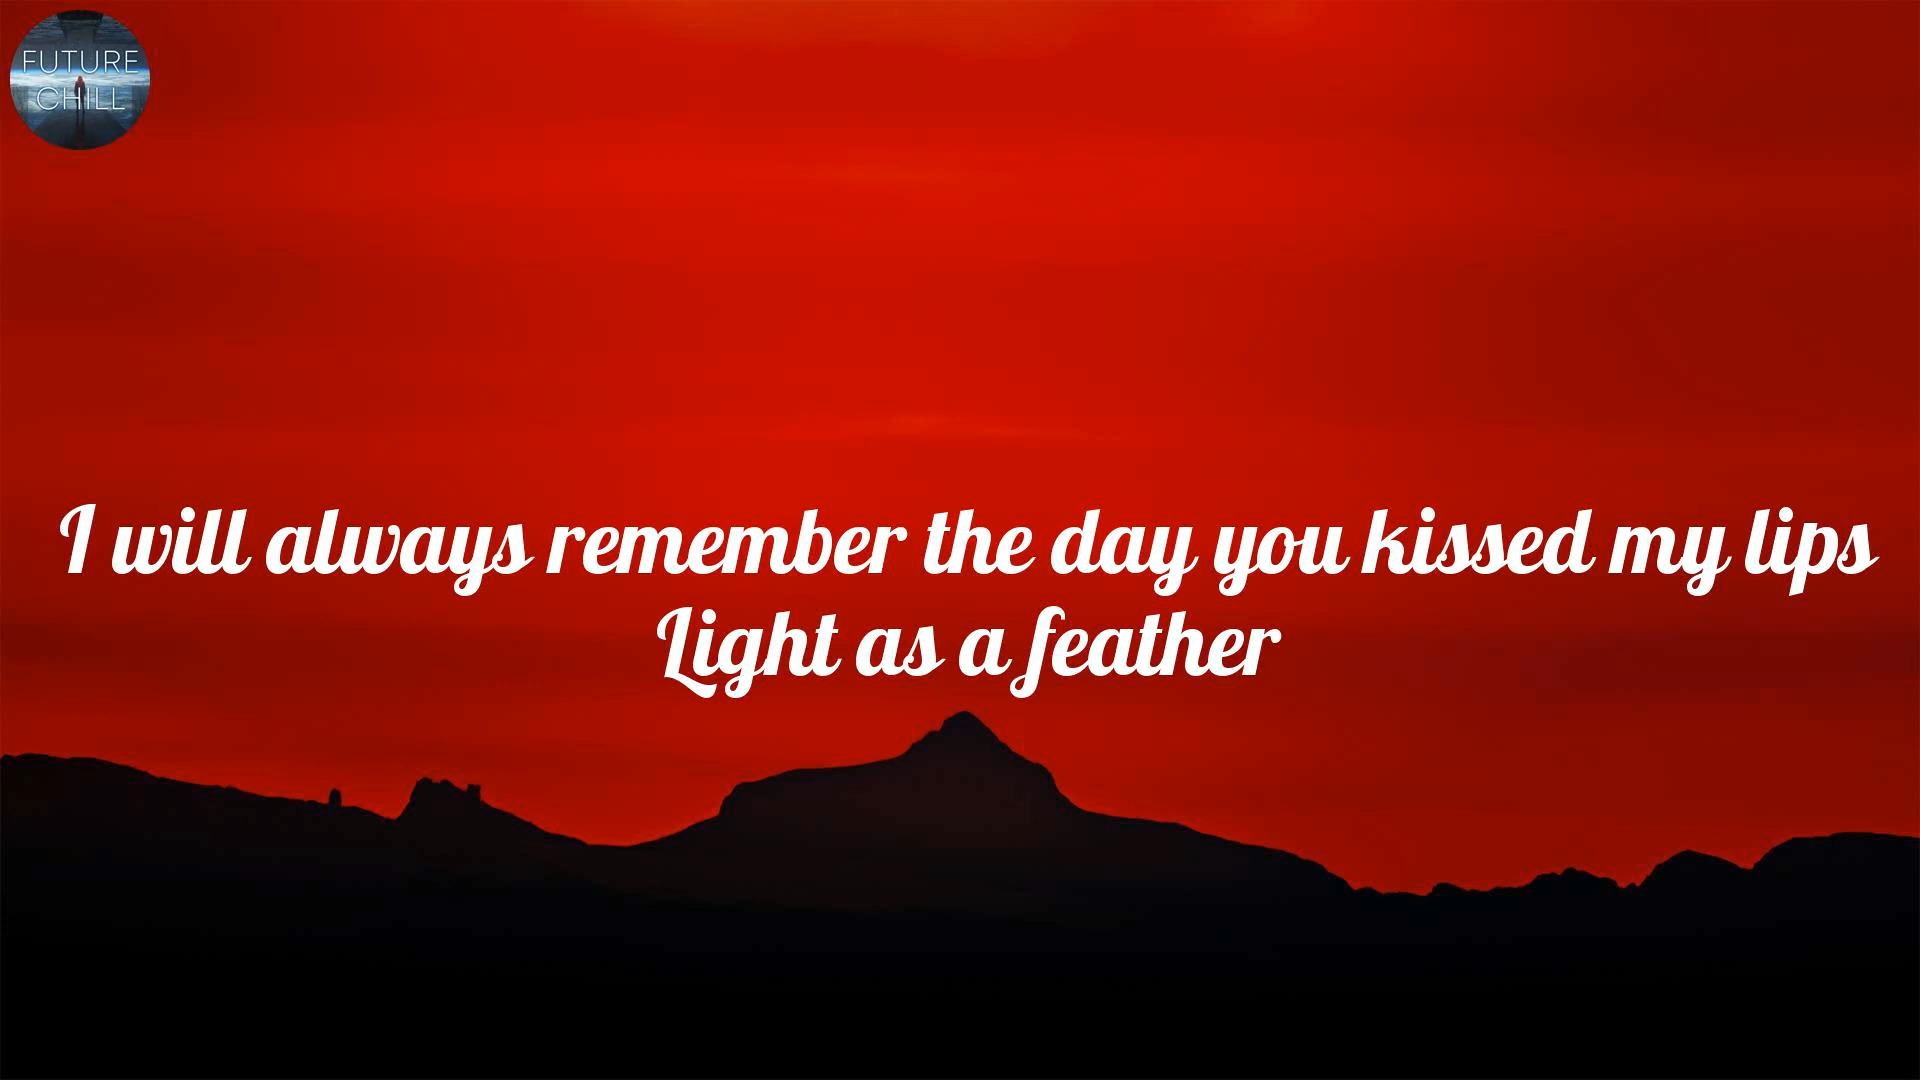 FUTURE
CHILL
I will always remember the day you kissed my lips
Light as a feather